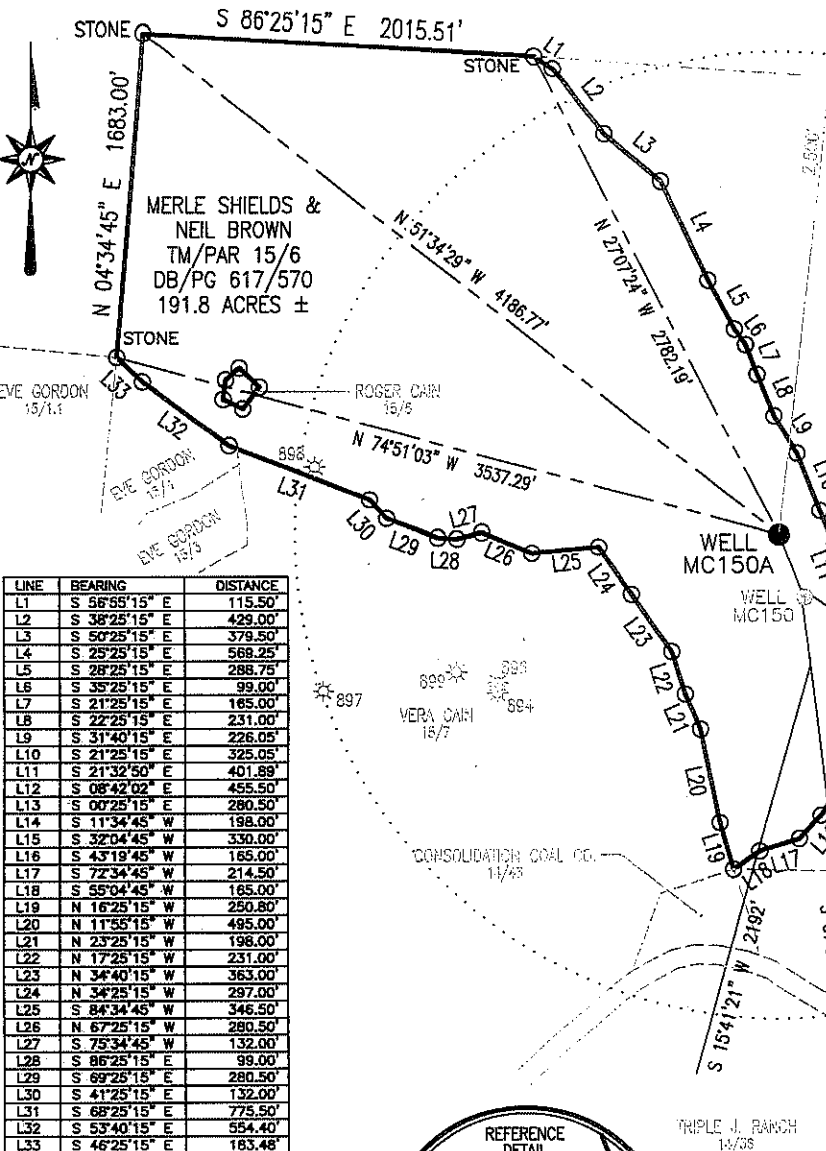 S 86°25'15" E 2015.51'
STONE
STONE
L1
L2
L3
L4
L5
L6
L7
L8
L9
L10
L11
2,500'
N 04°34'45" E 1683.00'
N
MERLE SHIELDS &
NEIL BROWN
TM/PAR 15/6
DB/PG 617/570
191.8 ACRES ±
N 51°34'29" W 4186.77'
N 27°07'24" W 2782.19'
STONE
EVE GORDON
15/1.1
L33
L32
ROGER CAIN
N 74°51'03" W 3537.29'
898
L31
EVE GORDON
EVE GORDON
15/3
L30
L29
L28
L27
L26
L25
L24
L23
L22
L21
L20
L19
L18
L17
WELL
MC150A
WELL
MC150
897
899
894
VERA CAIN
15/7
CONSOLIDATION COAL CO.
S 15°41'21" W 2192'
TRIPLE J. RANCH
REFERENCE
DETAIL
LINE BEARING DISTANCE
L1 S 56°55'15" E 115.50'
L2 S 38°25'15" E 429.00'
L3 S 50°25'15" E 379.50'
L4 S 25°25'15" E 569.25'
L5 S 28°25'15" E 288.75'
L6 S 35°25'15" E 99.00'
L7 S 21°25'15" E 165.00'
L8 S 22°25'15" E 231.00'
L9 S 31°40'15" E 226.05'
L10 S 21°25'15" E 325.05'
L11 S 21°32'50" E 401.89'
L12 S 08°42'02" E 455.50'
L13 S 00°25'15" E 280.50'
L14 S 11°34'45" W 198.00'
L15 S 32°04'45" W 330.00'
L16 S 43°19'45" W 165.00'
L17 S 72°34'45" W 214.50'
L18 S 55°04'45" W 165.00'
L19 N 16°25'15" W 250.80'
L20 N 11°55'15" W 495.00'
L21 N 23°25'15" W 198.00'
L22 N 17°25'15" W 231.00'
L23 N 34°40'15" W 363.00'
L24 N 34°25'15" W 297.00'
L25 S 84°34'45" W 346.50'
L26 N 67°25'15" W 280.50'
L27 S 75°34'45" W 132.00'
L28 S 86°25'15" E 99.00'
L29 S 69°25'15" E 280.50'
L30 S 41°25'15" E 132.00'
L31 S 68°25'15" E 775.50'
L32 S 53°40'15" E 554.40'
L33 S 46°25'15" E 183.48'